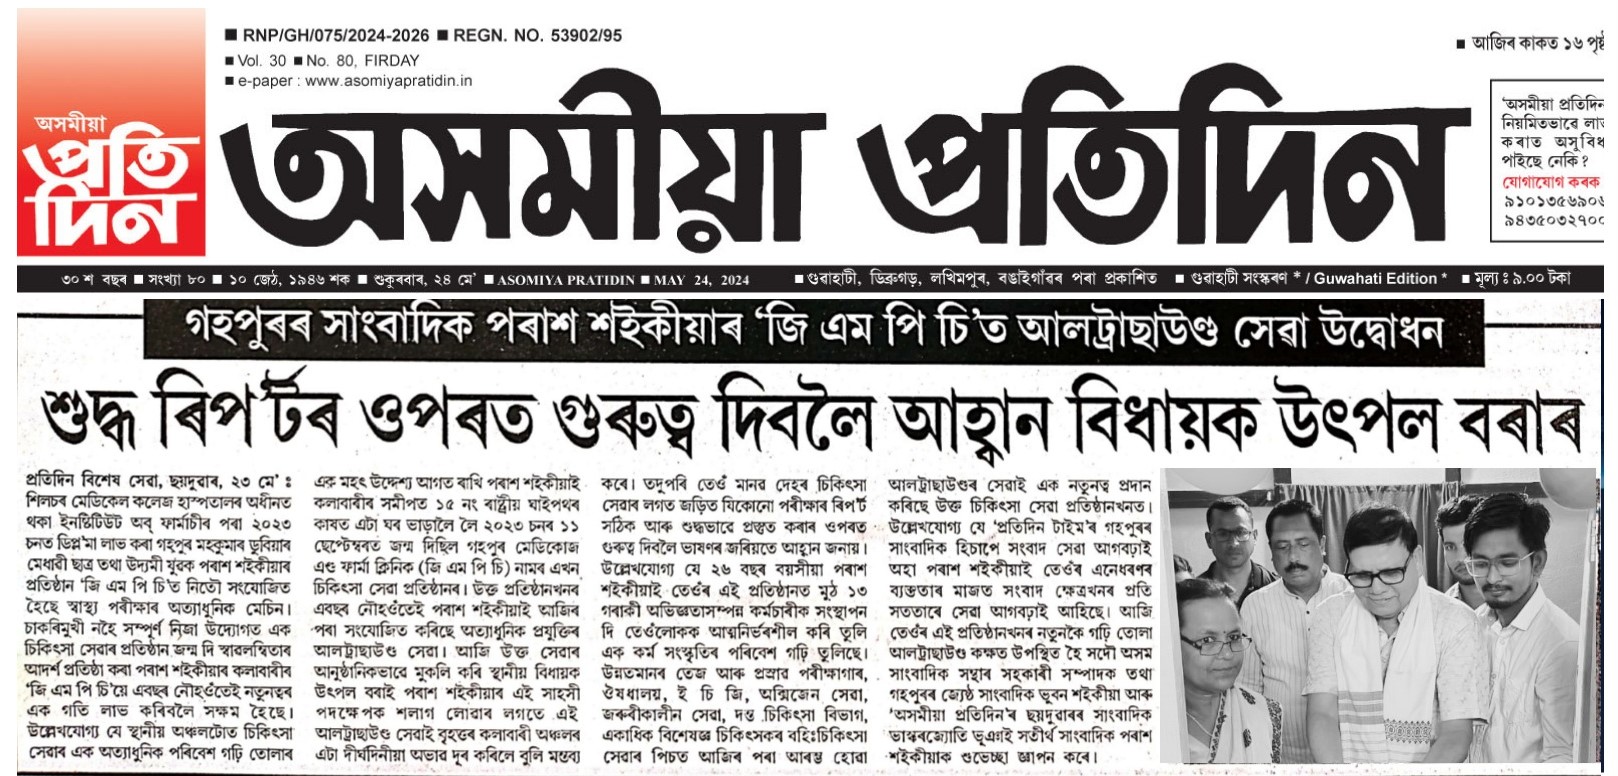 ■ RNP/GH/075/2024-2026 ■ REGN. NO. 53902/95
■ Vol. 30 ■ No. 80, FIRDAY
■ e-paper : www.asomiyapratidin.in
■ আজিৰ কাকত ১৬ পৃষ্ঠ
অসমীয়া
প্ৰতি
দিন
অসমীয়া প্ৰতিদিন
'অসমীয়া প্ৰতিদিন
নিয়মিতভাৱে লাভ
কৰাত অসুবিধ
পাইছে নেকি?
যোগাযোগ কৰক
৯১০১৩৫৬৯০৬
৯৪৩৫০৩২৭০০
৩০ শ বছৰ ■ সংখ্যা ৮০ ■ ১০ জেঠ, ১৯৪৬ শক ■ শুকুৰবাৰ, ২৪ মে' ■ ASOMIYA PRATIDIN ■ MAY 24, 2024 ■ গুৱাহাটী, ডিব্ৰুগড়, লখিমপুৰ, বঙাইগাঁৱৰ পৰা প্ৰকাশিত ■ গুৱাহাটী সংস্কৰণ * / Guwahati Edition * ■ মূল্য ঃ ৯.০০ টকা
গহপুৰৰ সাংবাদিক পৰাশ শইকীয়াৰ 'জি এম পি চি'ত আলট্ৰাছাউণ্ড সেৱা উদ্বোধন
শুদ্ধ ৰিপ'ৰ্টৰ ওপৰত গুৰুত্ব দিবলৈ আহ্বান বিধায়ক উৎপল বৰাৰ
প্ৰতিদিন বিশেষ সেৱা, ছয়দুৱাৰ, ২৩ মে' ঃ
শিলচৰ মেডিকেল কলেজ হাস্পতালৰ অধীনত
থকা ইনষ্টিটিউট অব্ ফাৰ্মাচীৰ পৰা ২০২৩
চনত ডিপ্ল'মা লাভ কৰা গহপুৰ মহকুমাৰ ডুবিয়াৰ
মেধাৰী ছাত্ৰ তথা উদ্যমী যুৱক পৰাশ শইকীয়াৰ
প্ৰতিষ্ঠান 'জি এম পি চি'ত নিতৌ সংযোজিত
হৈছে স্বাস্থ্য পৰীক্ষাৰ অত্যাধুনিক মেচিন।
চাকৰিমুখী নহৈ সম্পূৰ্ণ নিজা উদ্যোগত এক
চিকিৎসা সেৱাৰ প্ৰতিষ্ঠান জন্ম দি স্বাৱলম্বিতাৰ
আদৰ্শ প্ৰতিষ্ঠা কৰা পৰাশ শইকীয়াৰ কলাবাৰীৰ
'জি এম পি চি'য়ে এবছৰ নৌহওঁতেই নতুনত্বৰ
এক গতি লাভ কৰিবলৈ সক্ষম হৈছে।
উল্লেখযোগ্য যে স্থানীয় অঞ্চলটোত চিকিৎসা
সেৱাৰ এক অত্যাধুনিক পৰিবেশ গঢ়ি তোলাৰ
এক মহৎ উদ্দেশ্য আগত ৰাখি পৰাশ শইকীয়াই
কলাবাৰীৰ সমীপত ১৫ নং ৰাষ্ট্ৰীয় ঘাইপথৰ
কাষত এটা ঘৰ ভাড়ালৈ লৈ ২০২৩ চনৰ ১১
ছেপ্টেম্বৰত জন্ম দিছিল গহপুৰ মেডিকোজ
এণ্ড ফাৰ্মা ক্লিনিক (জি এম পি চি) নামৰ এখন
চিকিৎসা সেৱা প্ৰতিষ্ঠানৰ। উক্ত প্ৰতিষ্ঠানখনৰ
এবছৰ নৌহওঁতেই পৰাশ শইকীয়াই আজিৰ
পৰা সংযোজিত কৰিছে অত্যাধুনিক প্ৰযুক্তিৰ
আলট্ৰাছাউণ্ড সেৱা। আজি উক্ত সেৱাৰ
আনুষ্ঠানিকভাৱে মুকলি কৰি স্থানীয় বিধায়ক
উৎপল বৰাই পৰাশ শইকীয়াৰ এই সাহসী
পদক্ষেপক শলাগ লোৱাৰ লগতে এই
আলট্ৰাছাউণ্ড সেৱাই বৃহত্তৰ কলাবাৰী অঞ্চলৰ
এটা দীৰ্ঘদিনীয়া অভাৱ দূৰ কৰিলে বুলি মন্তব্য
কৰে। তদুপৰি তেওঁ মানৱ দেহৰ চিকিৎসা
সেৱাৰ লগত জড়িত যিকোনো পৰীক্ষাৰ ৰিপ'ৰ্ট
সঠিক আৰু শুদ্ধভাৱে প্ৰস্তুত কৰাৰ ওপৰত
গুৰুত্ব দিবলৈ ভাষণৰ জৰিয়তে আহ্বান জনায়।
উল্লেখযোগ্য যে ২৬ বছৰ বয়সীয়া পৰাশ
শইকীয়াই তেওঁৰ এই প্ৰতিষ্ঠানত মুঠ ১৩
গৰাকী অভিজ্ঞতাসম্পন্ন কৰ্মচাৰীক সংস্থাপন
দি তেওঁলোকক আত্মনিৰ্ভৰশীল কৰি তুলি
এক কৰ্ম সংস্কৃতিৰ পৰিবেশ গঢ়ি তুলিছে।
উন্নতমানৰ তেজ আৰু প্ৰস্ৰাৱ পৰীক্ষাগাৰ,
ঔষধালয়, ই চি জি, অক্সিজেন সেৱা,
জৰুৰীকালীন সেৱা, দন্ত চিকিৎসা বিভাগ,
একাধিক বিশেষজ্ঞ চিকিৎসকৰ বহিঃচিকিৎসা
সেৱাৰ পিচত আজিৰ পৰা আৰম্ভ হোৱা
আলট্ৰাছাউণ্ডৰ সেৱাই এক নতুনত্ব প্ৰদান
কৰিছে উক্ত চিকিৎসা সেৱা প্ৰতিষ্ঠানখনত।
উল্লেখযোগ্য যে 'প্ৰতিদিন টাইম'ৰ গহপুৰৰ
সাংবাদিক হিচাপে সংবাদ সেৱা আগবঢ়াই
অহা পৰাশ শইকীয়াই তেওঁৰ এনেধৰণৰ
ব্যস্ততাৰ মাজত সংবাদ ক্ষেত্ৰখনৰ প্ৰতি
সততাৰে সেৱা আগবঢ়াই আহিছে। আজি
তেওঁৰ এই প্ৰতিষ্ঠানখনৰ নতুনকৈ গঢ়ি তোলা
আলট্ৰাছাউণ্ড কক্ষত উপস্থিত হৈ সদৌ অসম
সাংবাদিক সন্থাৰ সহকাৰী সম্পাদক তথা
গহপুৰৰ জ্যেষ্ঠ সাংবাদিক ভূবন শইকীয়া আৰু
'অসমীয়া প্ৰতিদিন'ৰ ছয়দুৱাৰৰ সাংবাদিক
ভাস্কৰজ্যোতি ভূঞাই সতীৰ্থ সাংবাদিক পৰাশ
শইকীয়াক শুভেচ্ছা জ্ঞাপন কৰে।